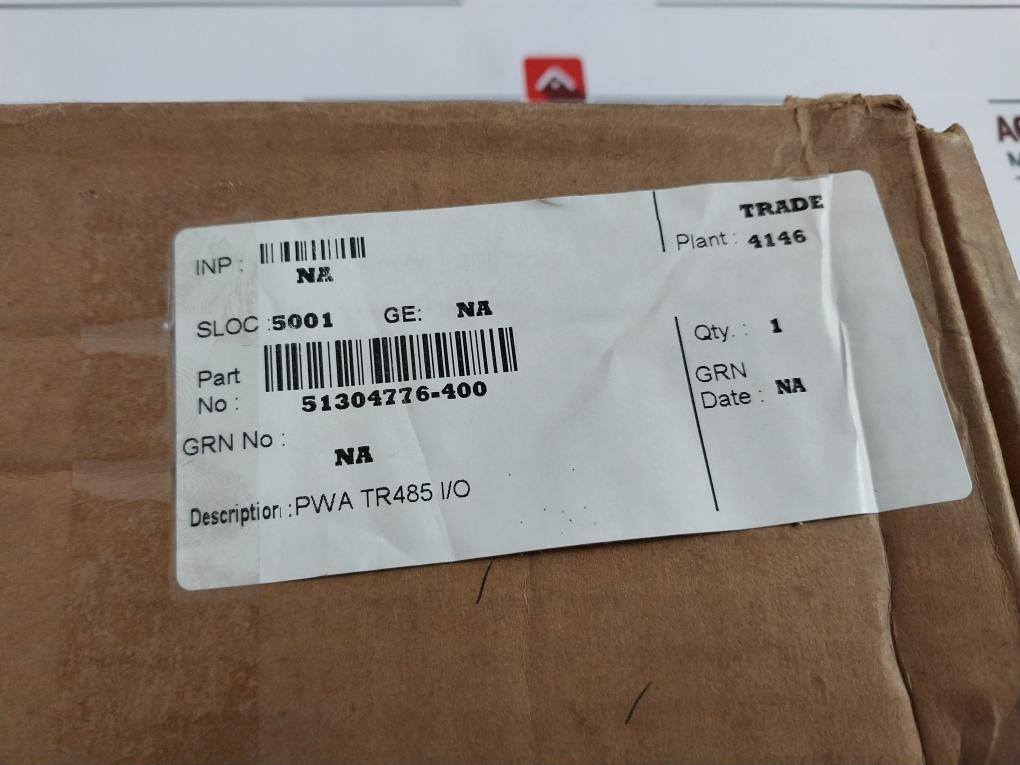 TRADE
INP :
NA
Plant : 4146
SLOC :5001 GE: NA
Qty. : 1
Part
No :
51304776-400
GRN
Date : NA
GRN No :
NA
Description :PWA TR485 I/O